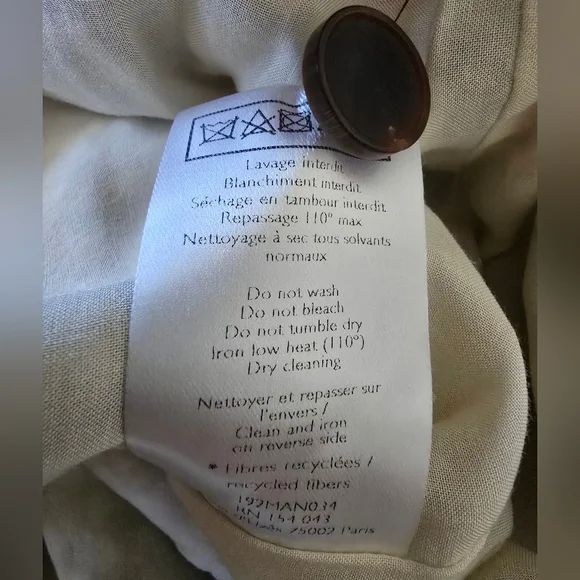 Lavage interdit
Blanchiment interdit
Séchage en tambour interdit
Repassage 110° max
Nettoyage à sec tous solvants
normaux
Do not wash
Do not bleach
Do not tumble dry
Iron low heat (110°)
Dry cleaning
Nettoyer et repasser sur
l'envers /
Clean and iron
on reverse side
* Fibres recyclées /
recycled fibers
192MAN034
RN 154 043
75002 Paris